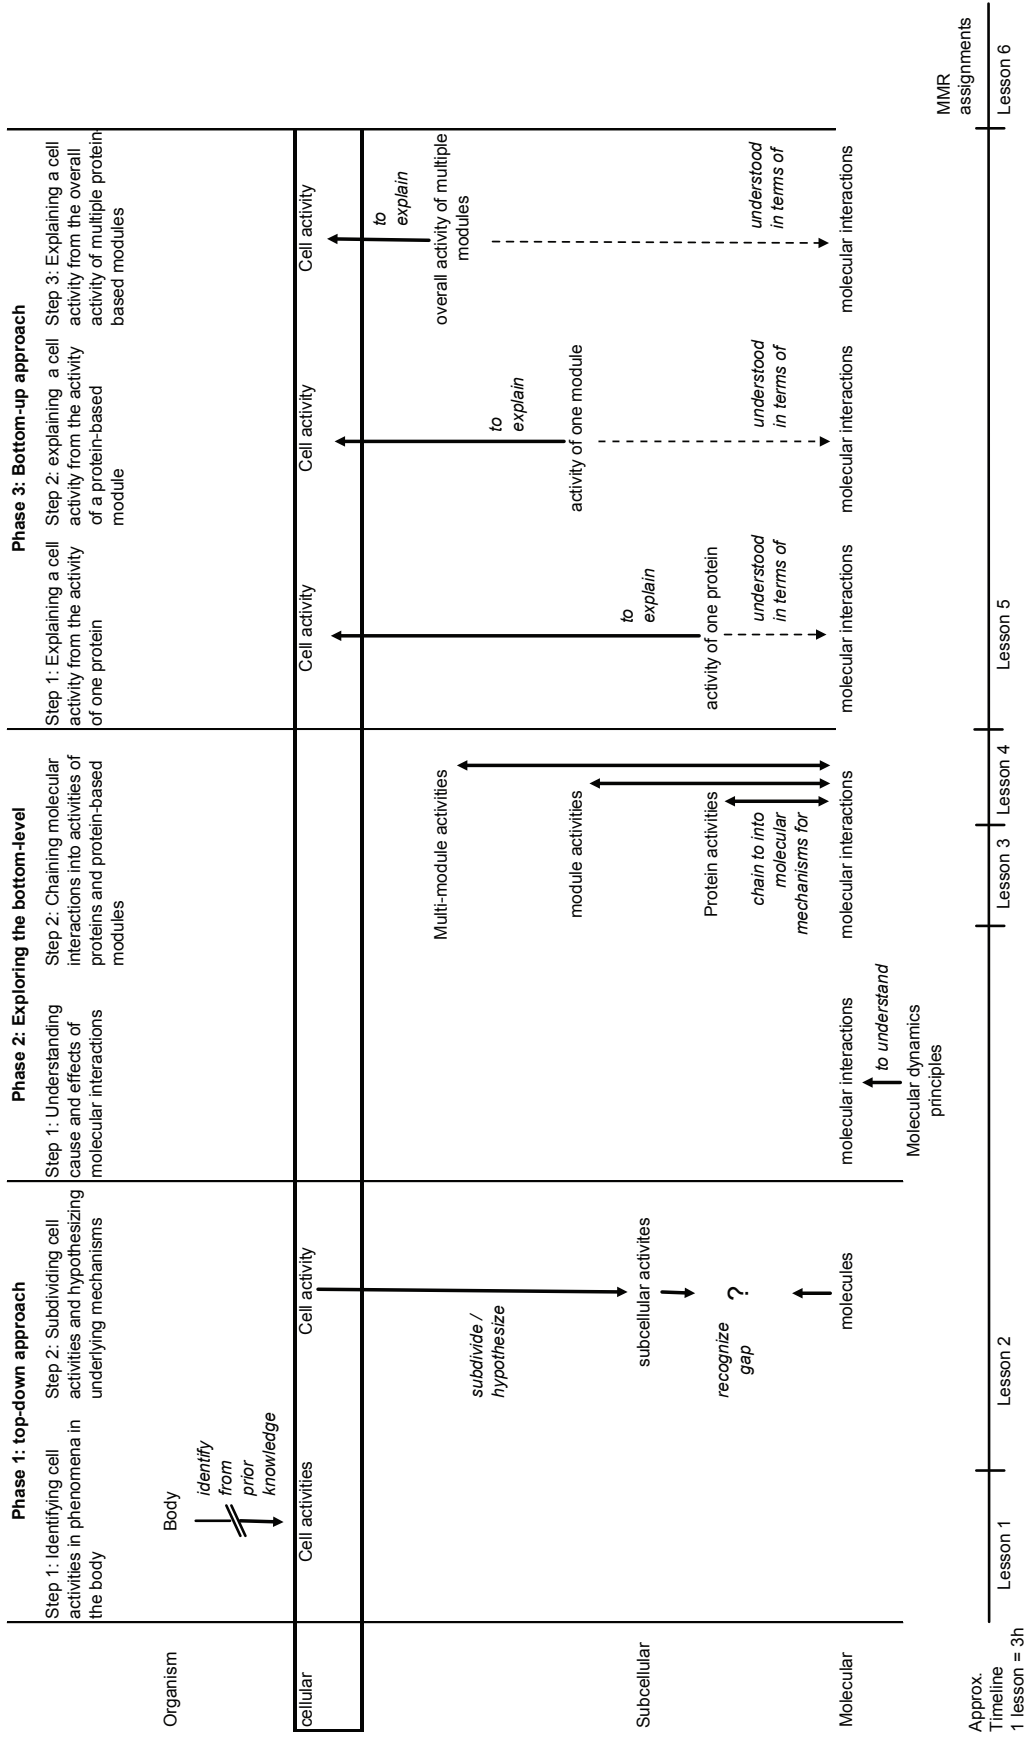 Phase 1: top-down approach
Phase 2: Exploring the bottom-level
Phase 3: Bottom-up approach
Step 1: Identifying cell
activities in phenomena in
the body
Step 2: Subdividing cell
activities and hypothesizing
underlying mechanisms
Step 1: Understanding
cause and effects of
molecular interactions
Step 2: Chaining molecular
interactions into activities of
proteins and protein-based
modules
Step 1: Explaining a cell
activity from the activity
of one protein
Step 2: explaining a cell
activity from the activity
of a protein-based
module
Step 3: Explaining a cell
activity from the overall
activity of multiple protein-
based modules
Organism
Body
identify
from
prior
knowledge
cellular
Cell activities
Cell activity
Cell activity
Cell activity
Cell activity
subdivide /
hypothesize
Multi-module activities
to
explain
overall activity of multiple
modules
to
explain
module activities
activity of one module
to
explain
Subcellular
subcellular activites
recognize
gap
?
Protein activities
chain to into
molecular
mechanisms for
activity of one protein
understood
in terms of
understood
in terms of
understood
in terms of
Molecular
molecules
molecular interactions
molecular interactions
molecular interactions
molecular interactions
molecular interactions
to understand
Molecular dynamics
principles
MMR
assignments
Approx.
Timeline
1 lesson = 3h
Lesson 1
Lesson 2
Lesson 3
Lesson 4
Lesson 5
Lesson 6